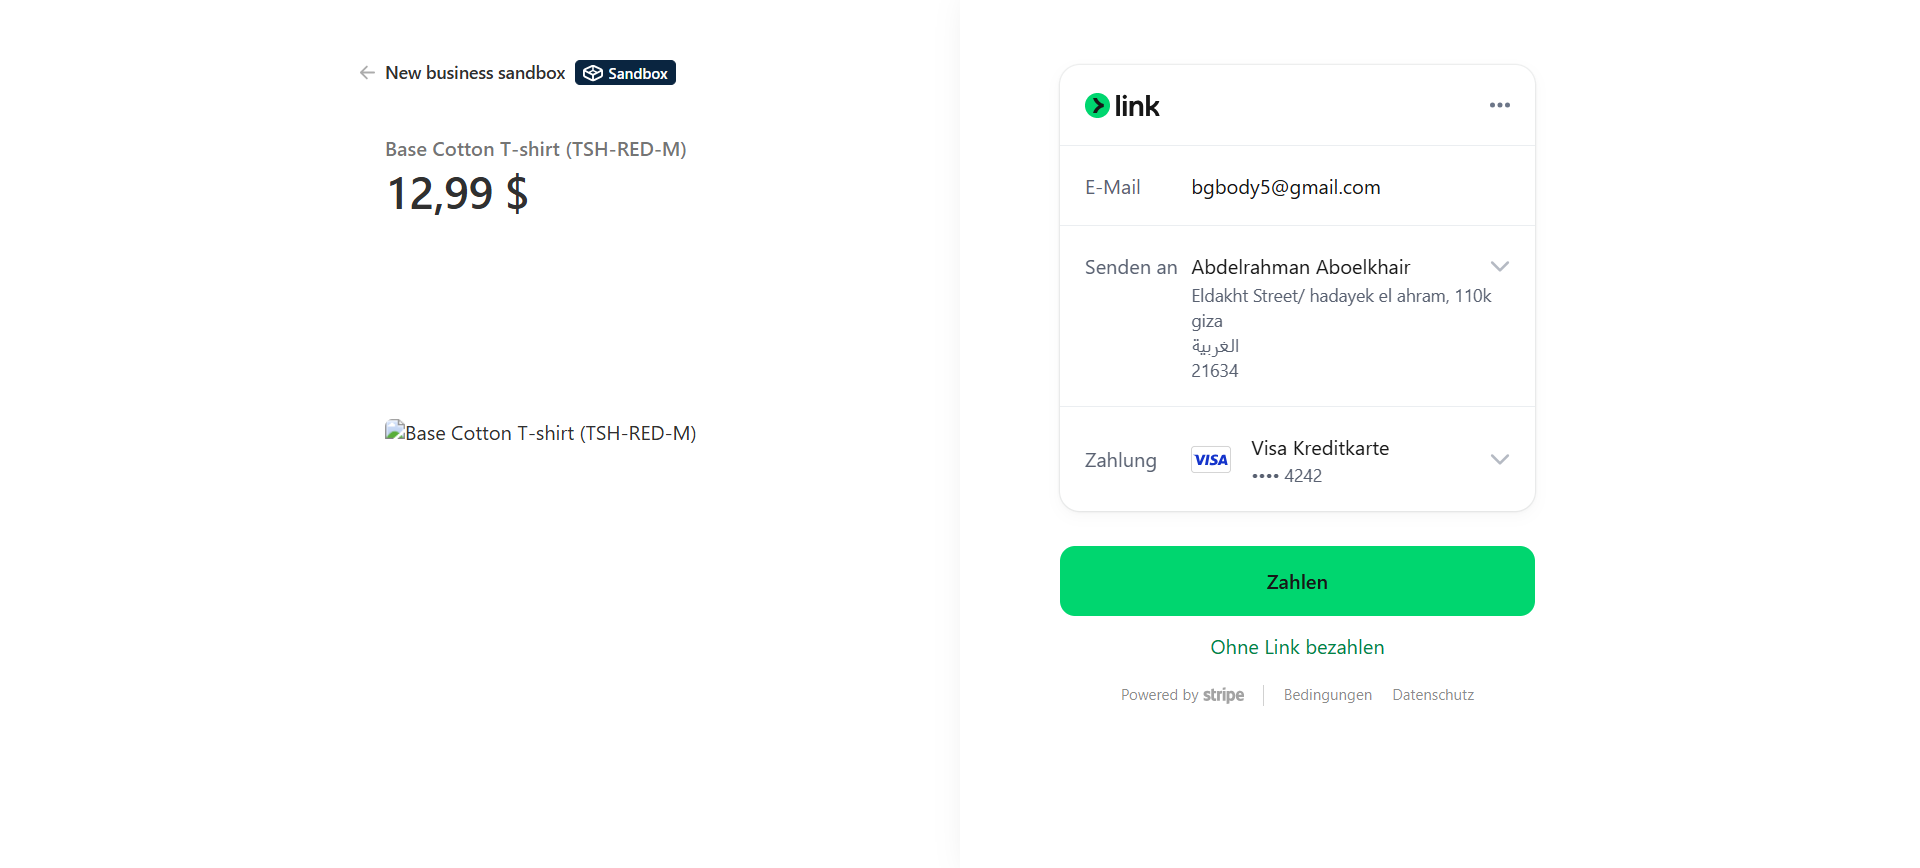 New business sandbox Sandbox
Base Cotton T-shirt (TSH-RED-M)
12,99 $
Base Cotton T-shirt (TSH-RED-M)
link
E-Mail bgbody5@gmail.com
Senden an Abdelrahman Aboelkhair
Eldakht Street/ hadayek el ahram, 110k
giza
الغربية
21634
Zahlung VISA Visa Kreditkarte
•••• 4242
Zahlen
Ohne Link bezahlen
Powered by stripe Bedingungen Datenschutz